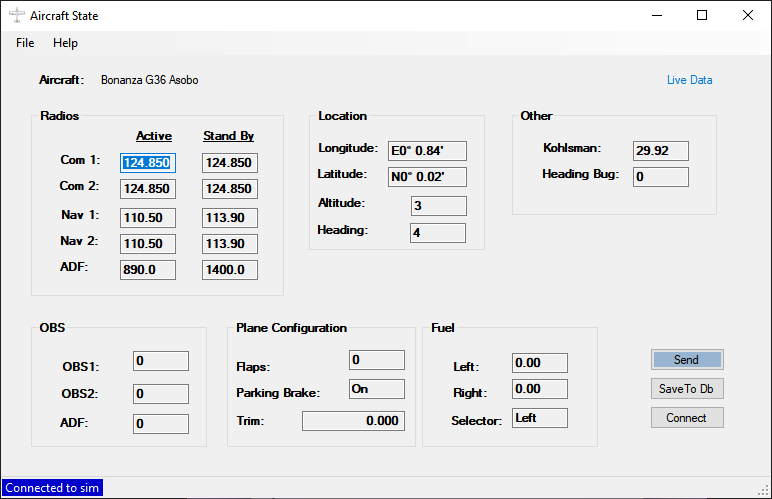 Aircraft State
File Help
Aircraft: Bonanza G36 Asobo Live Data
Radios
Active Stand By
Com 1: 124.850 124.850
Com 2: 124.850 124.850
Nav 1: 110.50 113.90
Nav 2: 110.50 113.90
ADF: 890.0 1400.0
Location
Longitude: E0° 0.84'
Latitude: N0° 0.02'
Altitude: 3
Heading: 4
Other
Kohlsman: 29.92
Heading Bug: 0
OBS
OBS1: 0
OBS2: 0
ADF: 0
Plane Configuration
Flaps: 0
Parking Brake: On
Trim: 0.000
Fuel
Left: 0.00
Right: 0.00
Selector: Left
Send
SaveTo Db
Connect
Connected to sim